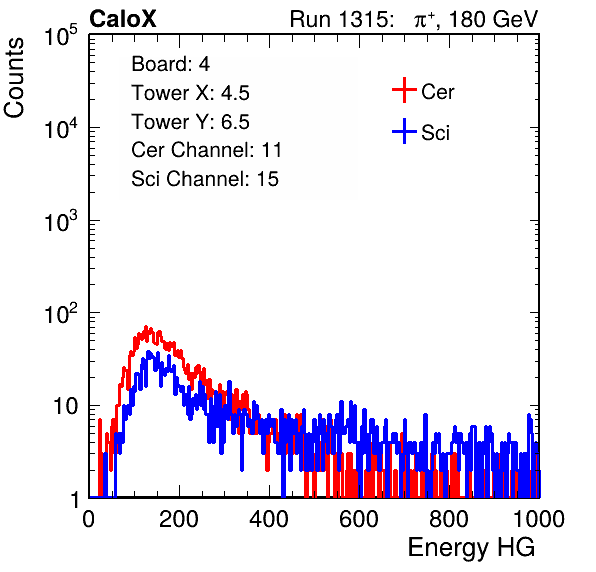 CaloX Run 1315: π⁺, 180 GeV
Counts
10⁵
10⁴
10³
10²
10
1
Board: 4
Tower X: 4.5
Tower Y: 6.5
Cer Channel: 11
Sci Channel: 15
Cer
Sci
0 200 400 600 800 1000
Energy HG